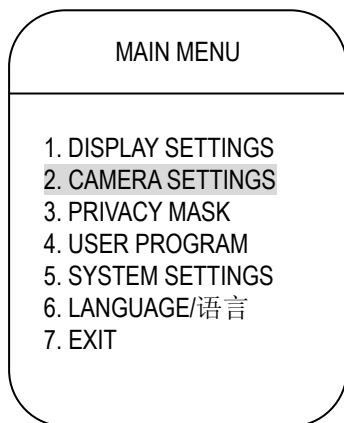 MAIN MENU
1. DISPLAY SETTINGS
2. CAMERA SETTINGS
3. PRIVACY MASK
4. USER PROGRAM
5. SYSTEM SETTINGS
6. LANGUAGE/语言
7. EXIT